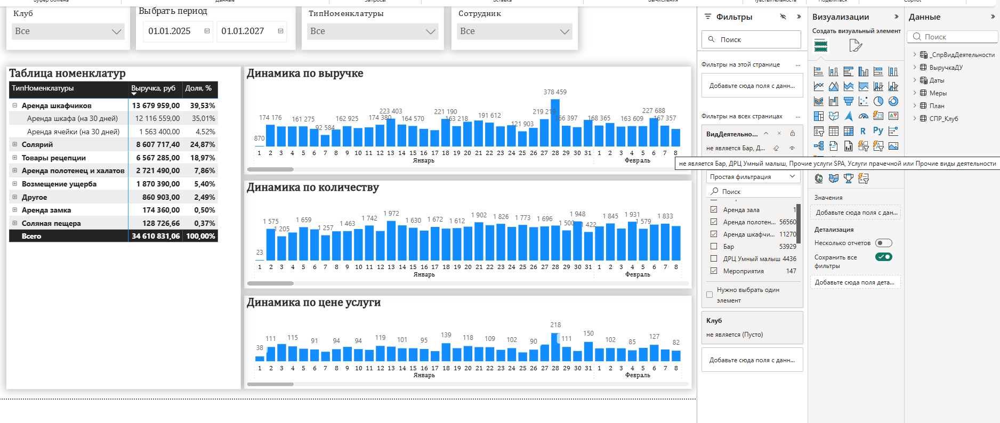 Буфер обмена
Данные
Запросы
Вставка
Вычисления
Чувствительность
Поделиться
Copilot
Клуб
Все
Выбрать период
01.01.2025
01.01.2027
ТипНоменклатуры
Все
Сотрудник
Все
Таблица номенклатур
ТипНоменклатуры Выручка, руб Доля, %
Аренда шкафчиков 13 679 959,00 39,53%
Аренда шкафа (на 30 дней) 12 116 559,00 35,01%
Аренда ячейки (на 30 дней) 1 563 400,00 4,52%
Солярий 8 607 717,40 24,87%
Товары рецепции 6 567 285,00 18,97%
Аренда полотенец и халатов 2 721 490,00 7,86%
Возмещение ущерба 1 870 390,00 5,40%
Другое 860 903,00 2,49%
Аренда замка 174 360,00 0,50%
Соляная пещера 128 726,66 0,37%
Всего 34 610 831,06 100,00%
Динамика по выручке
870 174 176 161 275 92 584 162 925 174 380 223 403 164 570 221 190 163 218 191 612 121 903 219 219 378 459 166 397 168 365 163 609 227 688 167 357
1 2 3 4 5 6 7 8 9 10 11 12 13 14 15 16 17 18 19 20 21 22 23 24 25 26 27 28 29 30 31 1 2 3 4 5 6 7 8
Январь Февраль
Динамика по количеству
23 1 575 1 205 1 659 1 257 1 463 1 742 1 972 1 630 1 672 1 612 1 902 1 826 1 773 1 696 1 500 1 948 1 422 1 845 1 931 1 579 1 833
1 2 3 4 5 6 7 8 9 10 11 12 13 14 15 16 17 18 19 20 21 22 23 24 25 26 27 28 29 30 31 1 2 3 4 5 6 7 8
Январь Февраль
Динамика по цене услуги
38 111 115 91 94 94 119 101 95 139 118 109 102 90 218 111 150 102 85 127 82
1 2 3 4 5 6 7 8 9 10 11 12 13 14 15 16 17 18 19 20 21 22 23 24 25 26 27 28 29 30 31 1 2 3 4 5 6 7 8
Январь Февраль
Фильтры
Поиск
Фильтры на этой странице ...
Добавьте сюда поля с данн...
Фильтры на всех страницах ...
ВидДеятельно...
не является Бар, Д...
не является Бар, ДРЦ Умный малыш, Прочие услуги SPA, Услуги прачечной или Прочие виды деятельности
Простая фильтрация
Поиск
Аренда зала 1
Аренда полотен... 56560
Аренда шкафчи... 11270
Бар 53929
ДРЦ Умный малыш 4436
Мероприятия 147
Нужно выбрать один
элемент
Клуб
не является (Пусто)
Добавьте сюда поля с данн...
Визуализации
Создать визуальный элемент
123
R Py
Значения
Добавьте сюда поля с дан...
Детализация
Несколько отчетов
Сохранить все
фильтры
Добавьте сюда поля дета...
Данные
Поиск
_СпрВидДеятельности
ВыручкаДУ
Даты
Меры
План
СПР_Клуб